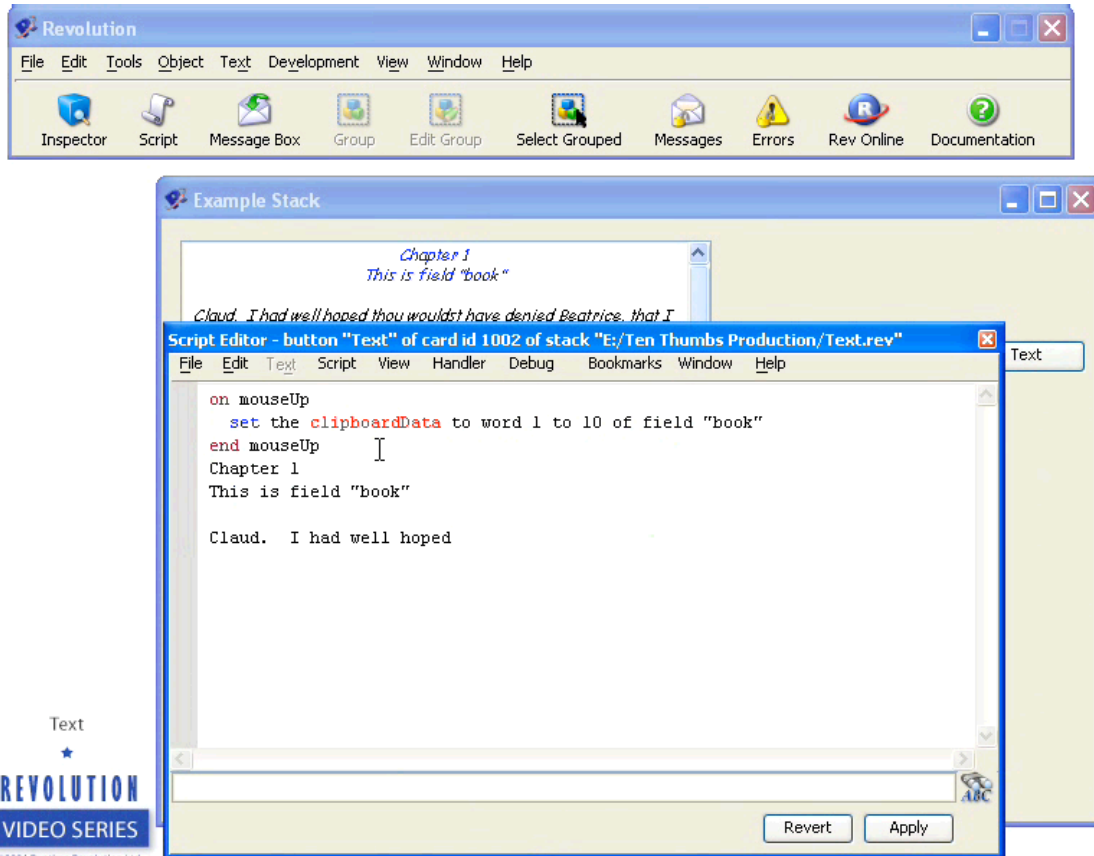 Revolution
File Edit Tools Object Text Development View Window Help
Inspector Script Message Box Group Edit Group Select Grouped Messages Errors Rev Online Documentation
Example Stack
Chapter 1
This is field "book"
Claud. I had well hoped thou wouldst have denied Beatrice, that I
Text
Script Editor - button "Text" of card id 1002 of stack "E:/Ten Thumbs Production/Text.rev"
File Edit Text Script View Handler Debug Bookmarks Window Help
on mouseUp
set the clipboardData to word 1 to 10 of field "book"
end mouseUp
Chapter 1
This is field "book"
Claud. I had well hoped
ABC
Revert Apply
Text
REVOLUTION
VIDEO SERIES